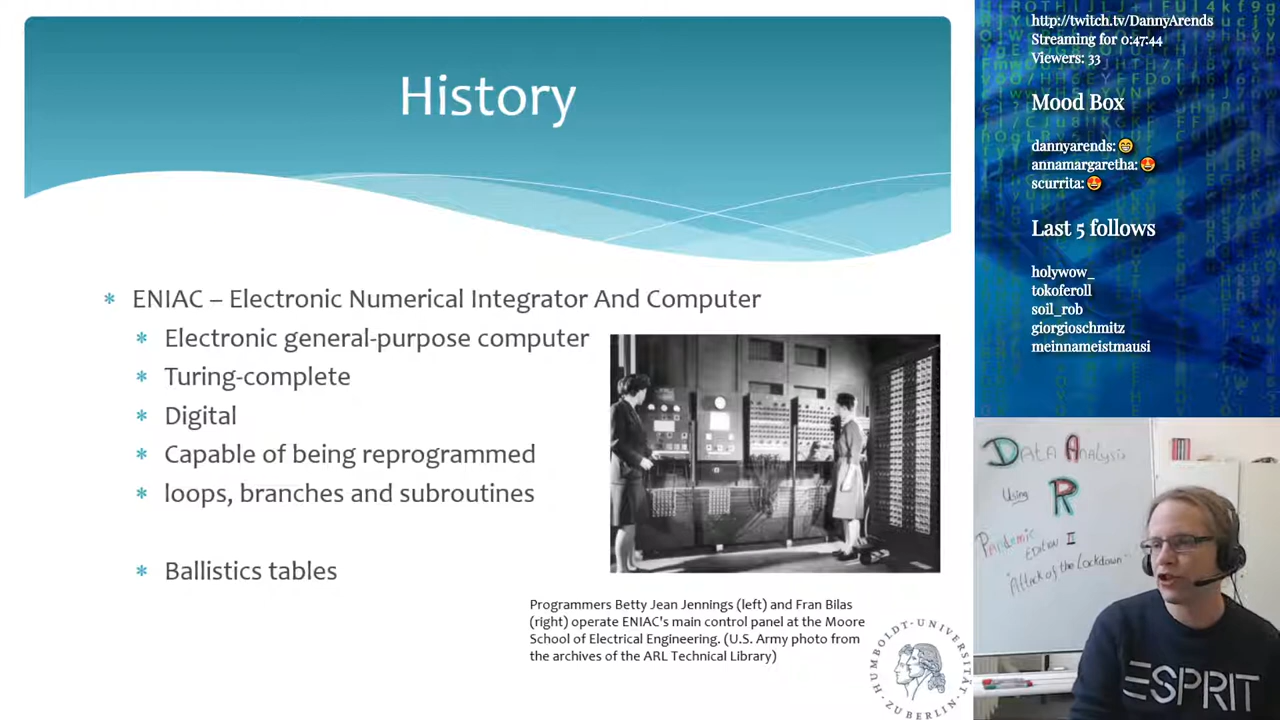 History
* ENIAC – Electronic Numerical Integrator And Computer
* Electronic general-purpose computer
* Turing-complete
* Digital
* Capable of being reprogrammed
* loops, branches and subroutines
* Ballistics tables
Programmers Betty Jean Jennings (left) and Fran Bilas
(right) operate ENIAC's main control panel at the Moore
School of Electrical Engineering. (U.S. Army photo from
the archives of the ARL Technical Library)
HUMBOLDT-UNIVERSITÄT
ZU BERLIN
http://twitch.tv/DannyArends
Streaming for 0:47:44
Viewers: 33
Mood Box
dannyarends: 😁
annamargaretha: 😍
scurrita: 😍
Last 5 follows
holywow_
tokoferoll
soil_rob
giorgioschmitz
meinnameistmausi
Data Analysis
Using
R
Pandemic
Edition II
"Attack of the Lockdown"
ESPRIT